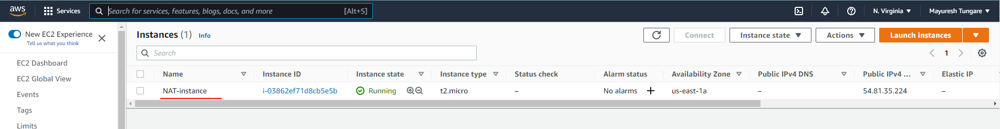 aws Services Search for services, features, blogs, docs, and more [Alt+S] N. Virginia Mayuresh Tungare
New EC2 Experience
Tell us what you think
EC2 Dashboard
EC2 Global View
Events
Tags
Limits
Instances (1) Info Connect Instance state Actions Launch instances
Search 1
Name Instance ID Instance state Instance type Status check Alarm status Availability Zone Public IPv4 DNS Public IPv4 ... Elastic IP
NAT-instance i-03862ef71d8cb5e5b Running t2.micro – No alarms + us-east-1a – 54.81.35.224 –